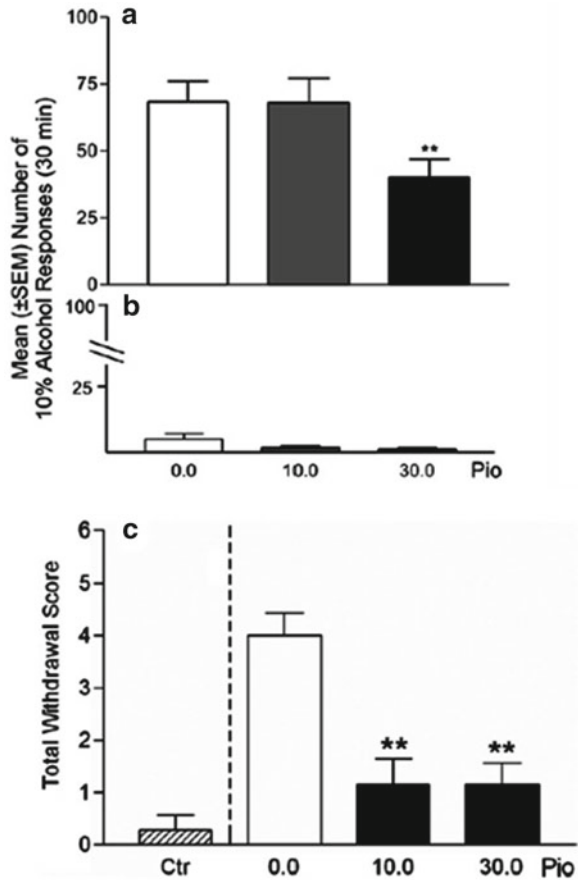 a
100
75
50
25
0
**
Mean (±SEM) Number of
10% Alcohol Responses (30 min)
b
100
25
0.0 10.0 30.0 Pio
c
Total Withdrawal Score
6
5
4
3
2
1
0
** **
Ctr 0.0 10.0 30.0 Pio